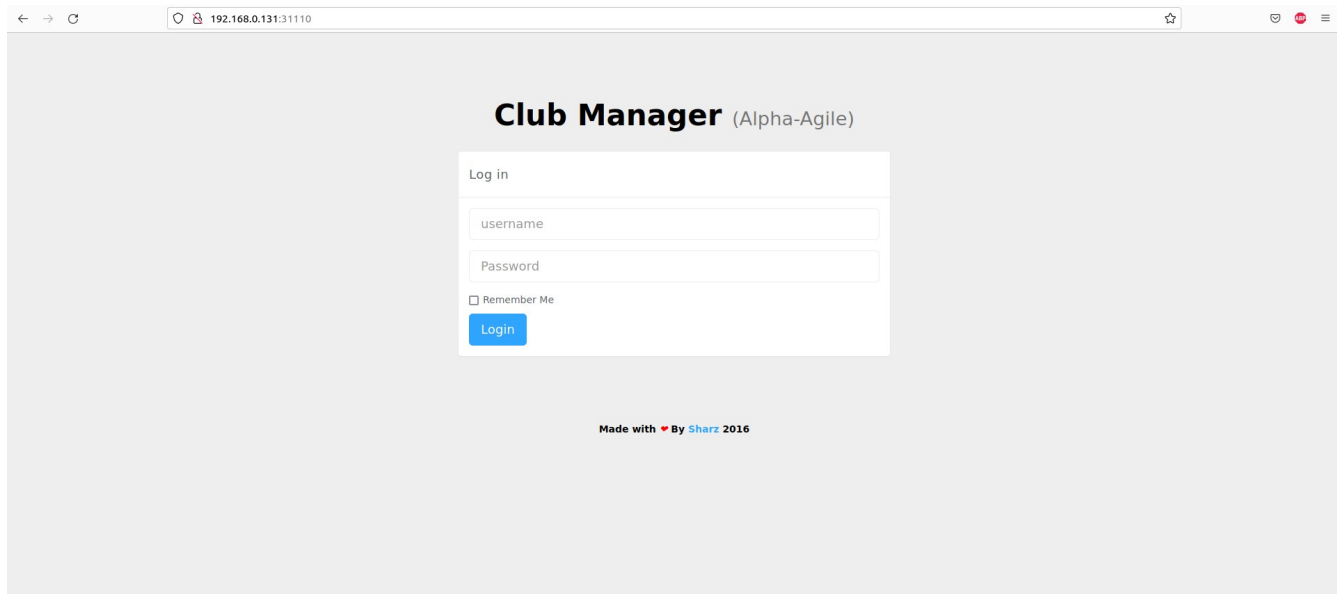 192.168.0.131:31110
ABP
Club Manager (Alpha-Agile)
Log in
username
Password
Remember Me
Login
Made with ❤ By Sharz 2016